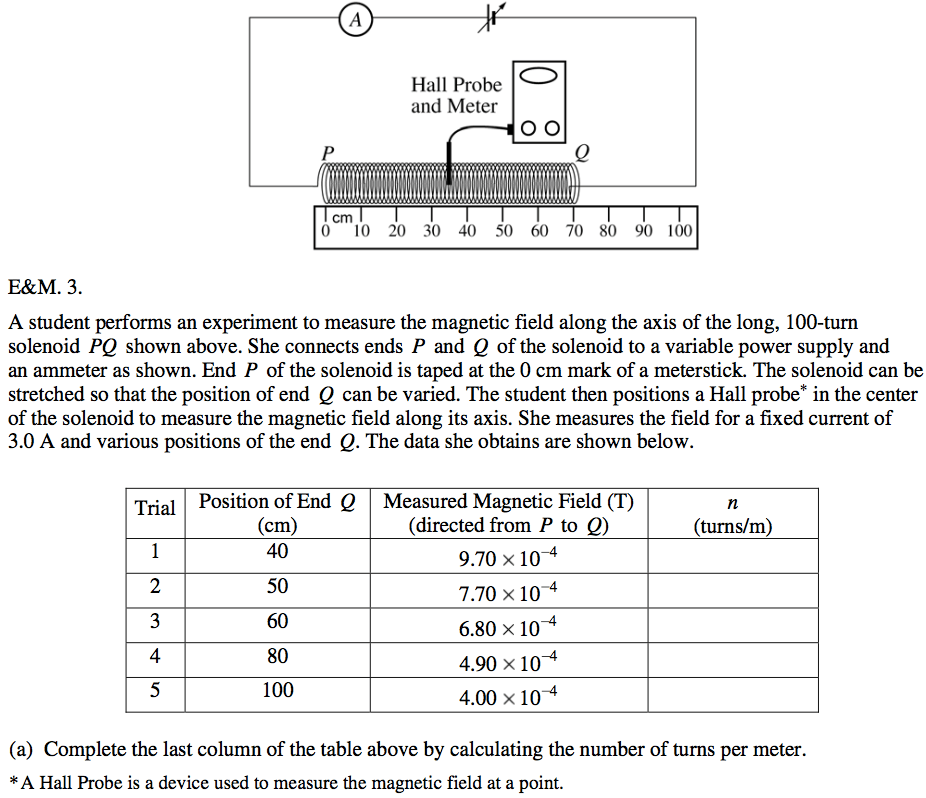 A
Hall Probe
and Meter
P
Q
cm
0 10 20 30 40 50 60 70 80 90 100
E&M. 3.
A student performs an experiment to measure the magnetic field along the axis of the long, 100-turn
solenoid PQ shown above. She connects ends P and Q of the solenoid to a variable power supply and
an ammeter as shown. End P of the solenoid is taped at the 0 cm mark of a meterstick. The solenoid can be
stretched so that the position of end Q can be varied. The student then positions a Hall probe* in the center
of the solenoid to measure the magnetic field along its axis. She measures the field for a fixed current of
3.0 A and various positions of the end Q. The data she obtains are shown below.
Trial Position of End Q Measured Magnetic Field (T) n
(cm) (directed from P to Q) (turns/m)
1 40 9.70 × 10⁻⁴
2 50 7.70 × 10⁻⁴
3 60 6.80 × 10⁻⁴
4 80 4.90 × 10⁻⁴
5 100 4.00 × 10⁻⁴
(a) Complete the last column of the table above by calculating the number of turns per meter.
*A Hall Probe is a device used to measure the magnetic field at a point.